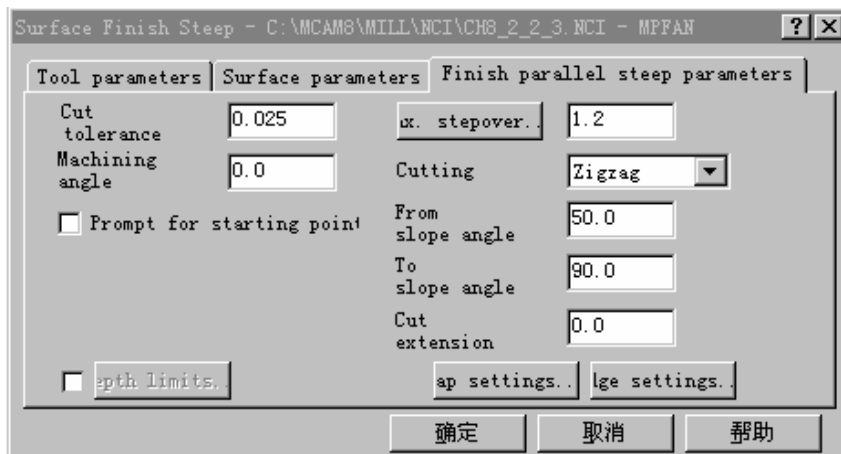 Surface Finish Steep - C:\MCAM8\MILL\NCI\CH8_2_2_3.NCI - MPFAN
Tool parameters
Surface parameters
Finish parallel steep parameters
Cut tolerance
0.025
ax. stepover..
1.2
Machining angle
0.0
Cutting
Zigzag
Prompt for starting point
From slope angle
50.0
To slope angle
90.0
Cut extension
0.0
epth limits..
ap settings..
dge settings..
确定
取消
帮助